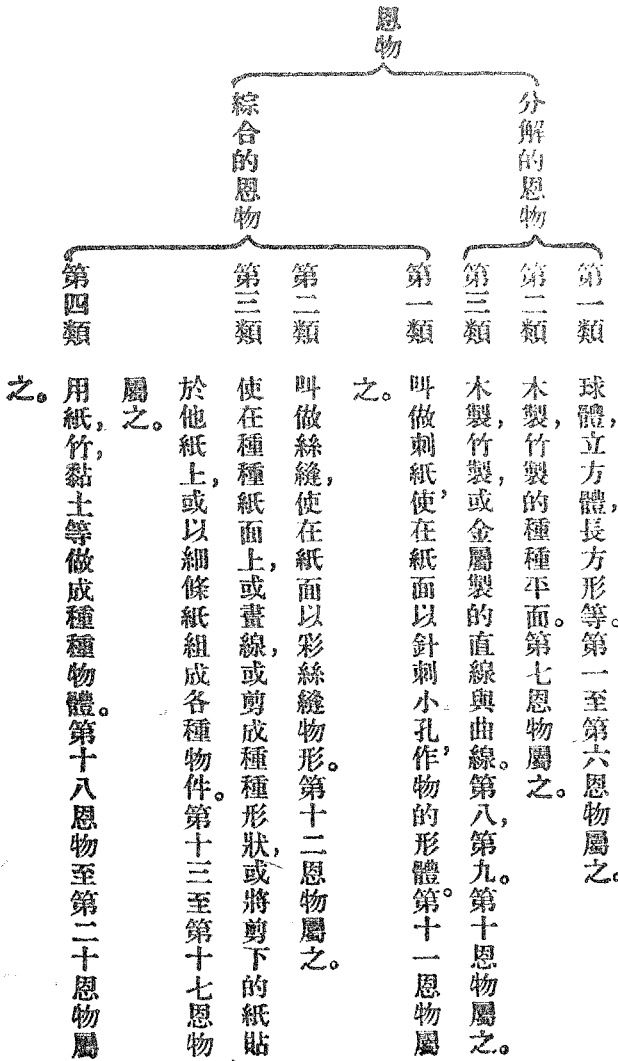 恩物
分解的恩物
第一類 球體,立方體,長方形等。第一至第六恩物屬之。
第二類 木製,竹製的種種平面。第七恩物屬之。
第三類 木製,竹製,或金屬製的直線與曲線。第八,第九。第十恩物屬之。
綜合的恩物
第一類 叫做刺紙,使在紙面以針刺小孔,作物的形體。第十一恩物屬
之。
第二類 叫做絲縫,使在紙面以彩絲縫物形。第十二恩物屬之。
第三類 使在種種紙面上,或畫線,或剪成種種形狀,或將剪下的紙貼
於他紙上,或以細條紙組成各種物件。第十三至第十七恩物
屬之。
第四類 用紙,竹,黏土等做成種種物體。第十八恩物至第二十恩物屬
之。